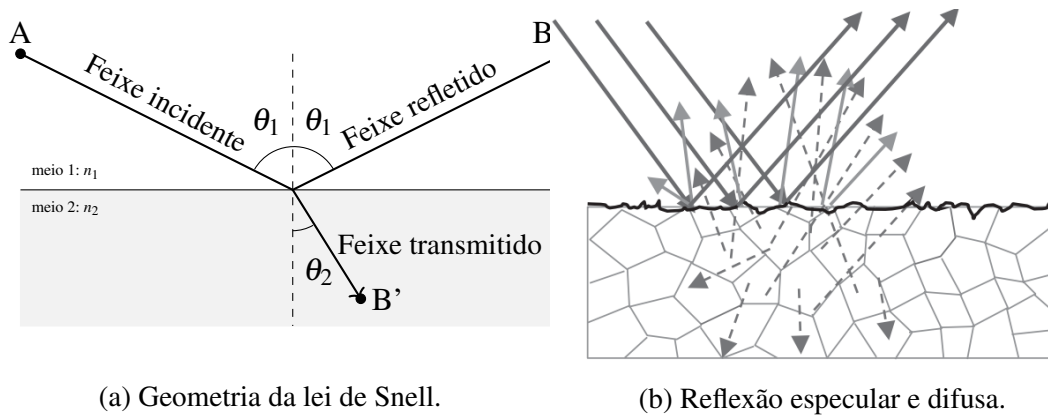 A
B
Feixe incidente
Feixe refletido
θ1
θ1
meio 1: n1
meio 2: n2
Feixe transmitido
θ2
B’
(a) Geometria da lei de Snell.
(b) Reflexão especular e difusa.